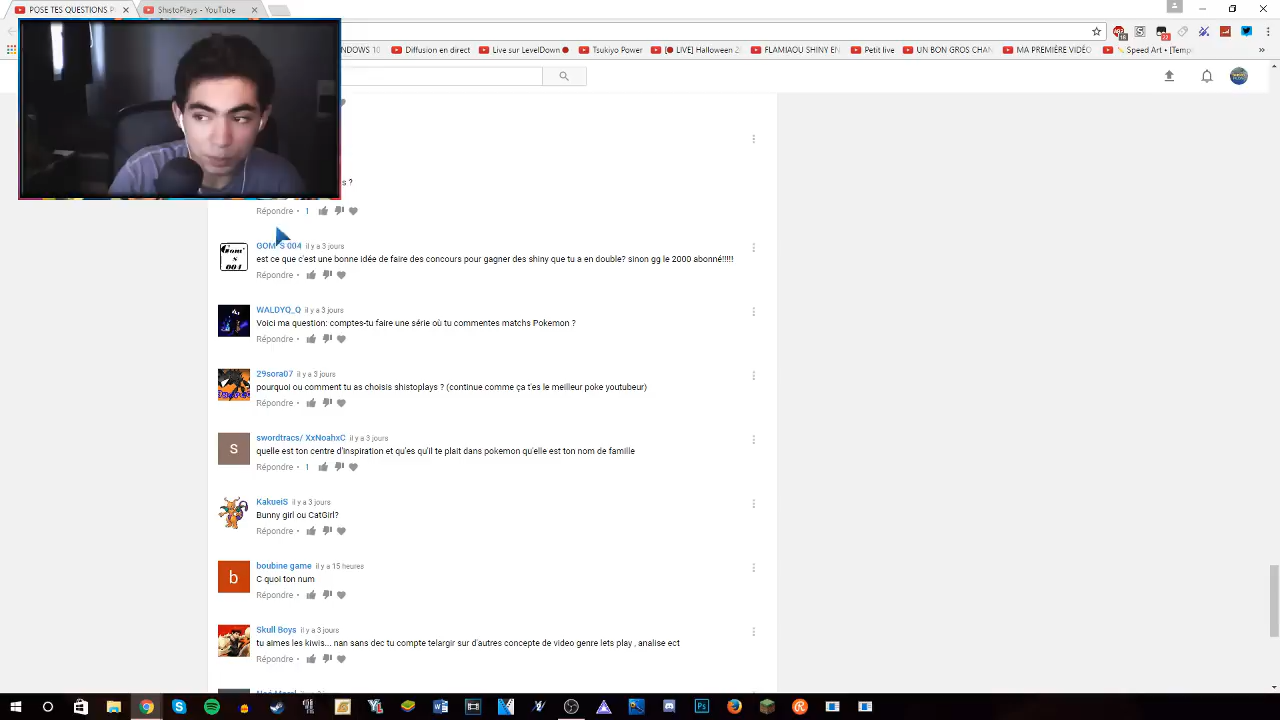 POSE TES QUESTIONS P
ShistoPlays - YouTube
INDOWS 10
Diffusion en direct
Live sur LevelDown
Tsukiyo Power
[ LIVE] Hardcore 2
FLAMIAOU SHINY EN
Petit live
UN BON GROS CHAN
MA PREMIÈRE VIDÉO
Speed Art • [Temp
s ?
Répondre • 1
GOM'S 004 il y a 3 jours
est ce que c'est une bonne idée de faire des concours pour gagner des shiny que tu a en double? sinon gg le 2000 abonné!!!!!
Répondre •
WALDYQ_Q il y a 3 jours
Voici ma question: comptes-tu faire une série où tu commentes matchs Pokemon ?
Répondre •
29sora07 il y a 3 jours
pourquoi ou comment tu as choisis shistoplays ? (continue comme ça t'es le meilleur poke youtubeur)
Répondre •
s
swordtracs/ XxNoahxC il y a 3 jours
quelle est ton centre d'inspiration et qu'es qu'il te plait dans pokemon qu'elle est ton nom de famille
Répondre • 1
KakueiS il y a 3 jours
Bunny girl ou CatGirl?
Répondre •
b
boubine game il y a 15 heures
C quoi ton num
Répondre •
Skull Boys il y a 3 jours
tu aimes les kiwis... nan sans dec tu compte telargir sur d'autres concepte de video genre lets play , analise ect
Répondre •